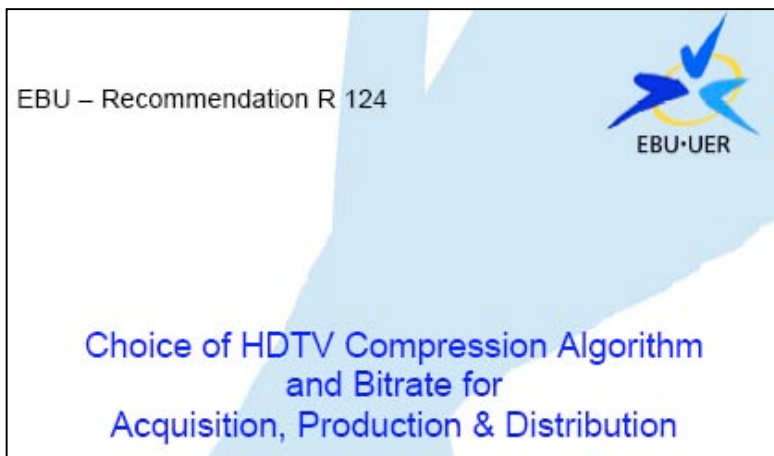 EBU – Recommendation R 124
EBU·UER
Choice of HDTV Compression Algorithm
and Bitrate for
Acquisition, Production & Distribution